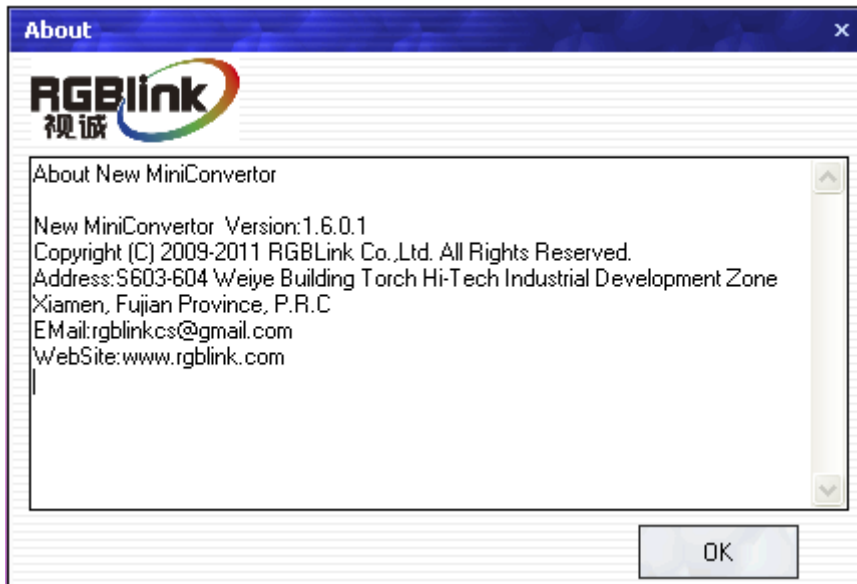 About
RGBlink
视诚
About New MiniConvertor
New MiniConvertor  Version:1.6.0.1
Copyright (C) 2009-2011 RGBLink Co.,Ltd. All Rights Reserved.
Address:S603-604 Weiye Building Torch Hi-Tech Industrial Development Zone
Xiamen, Fujian Province, P.R.C
EMail:rgblinkcs@gmail.com
WebSite:www.rgblink.com
OK